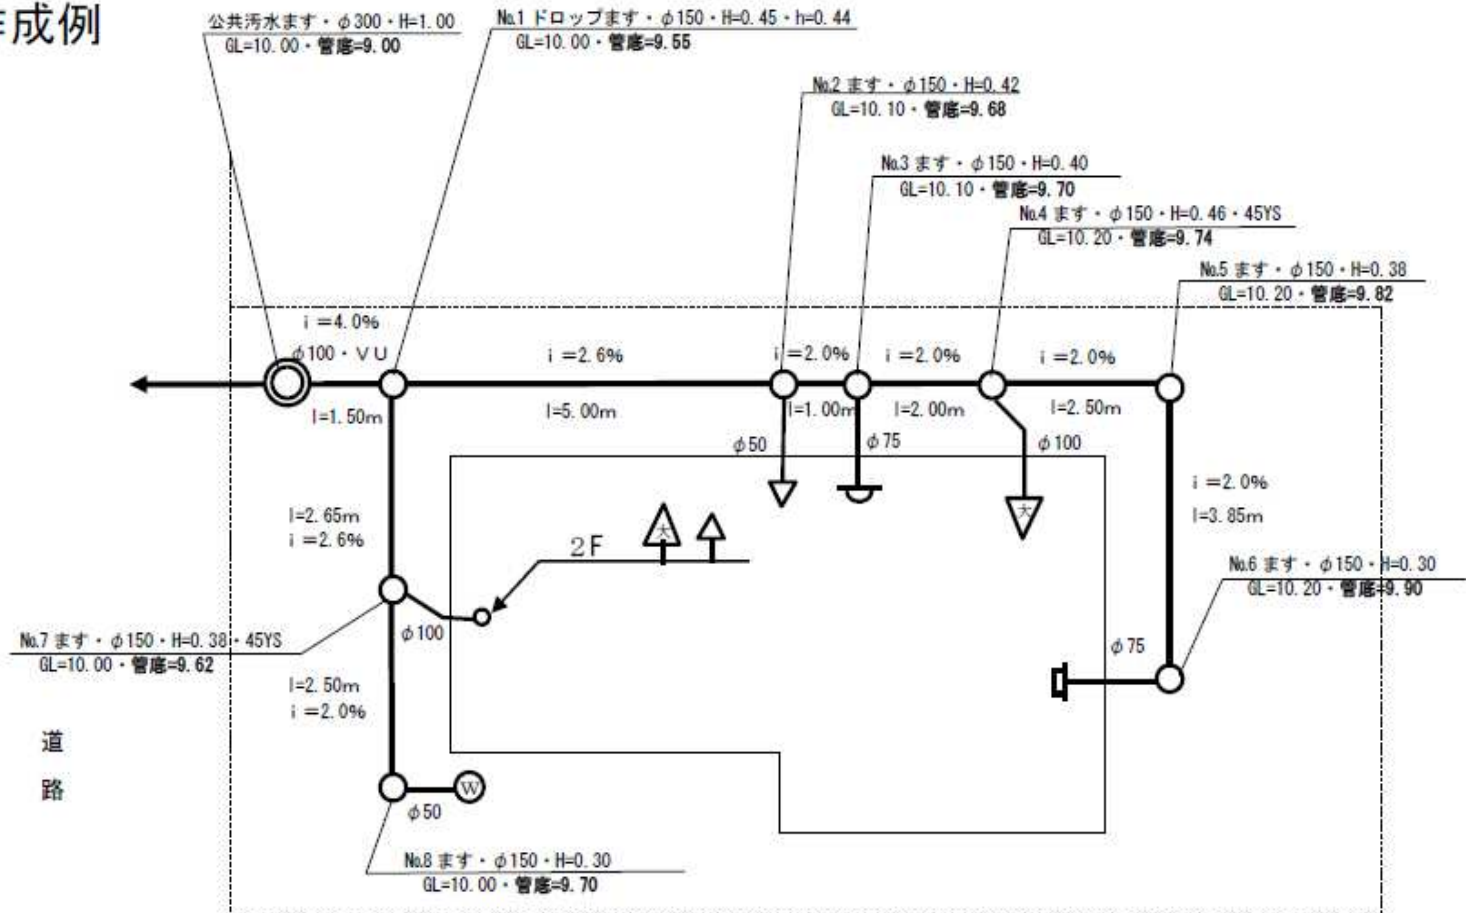 作成例
公共汚水ます・φ300・H=1.00
GL=10.00・管底=9.00
No.1 ドロップます・φ150・H=0.45・h=0.44
GL=10.00・管底=9.55
No.2 ます・φ150・H=0.42
GL=10.10・管底=9.68
No.3 ます・φ150・H=0.40
GL=10.10・管底=9.70
No.4 ます・φ150・H=0.46・45YS
GL=10.20・管底=9.74
No.5 ます・φ150・H=0.38
GL=10.20・管底=9.82
i=4.0%
φ100・VU
i=2.6%
i=2.0%
i=2.0%
i=2.0%
l=1.50m
l=5.00m
l=1.00m
l=2.00m
l=2.50m
φ50
φ75
φ100
i=2.0%
l=3.85m
l=2.65m
i=2.6%
2F
大
大
No.6 ます・φ150・H=0.30
GL=10.20・管底=9.90
φ100
No.7 ます・φ150・H=0.38・45YS
GL=10.00・管底=9.62
φ75
l=2.50m
i=2.0%
道
路
W
φ50
No.8 ます・φ150・H=0.30
GL=10.00・管底=9.70